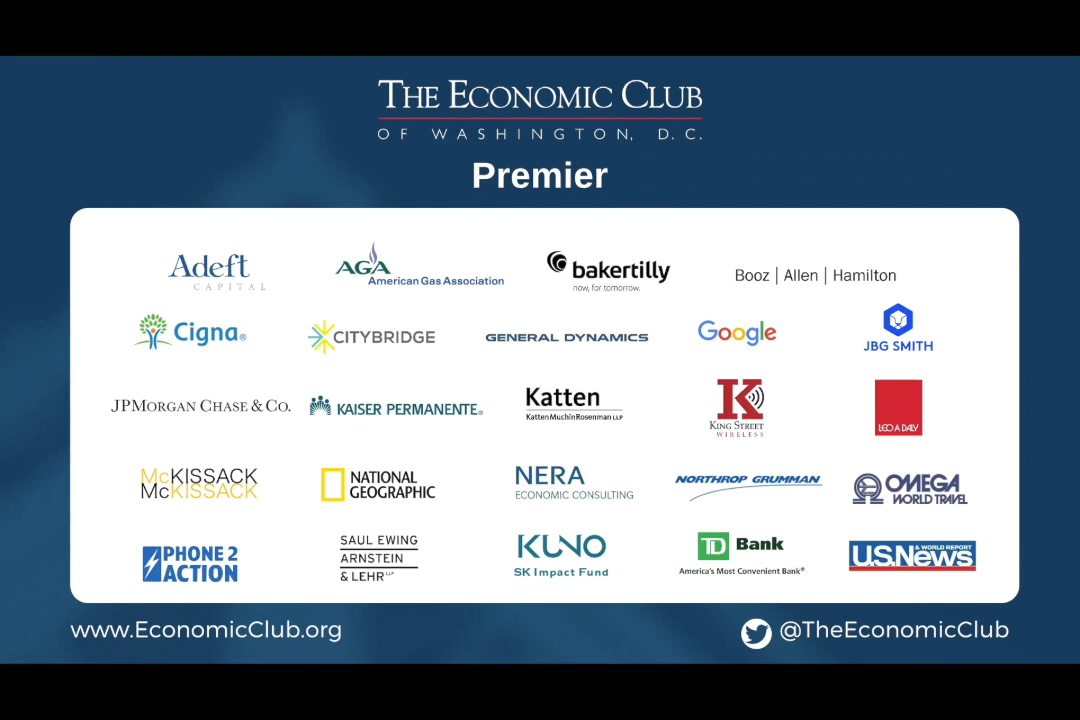 THE ECONOMIC CLUB
OF WASHINGTON, D.C.
Premier
Adeft
CAPITAL
AGA
American Gas Association
bakertilly
now, for tomorrow.
Booz | Allen | Hamilton
Cigna®
CITYBRIDGE
GENERAL DYNAMICS
Google
JBG SMITH
JPMORGAN CHASE & CO.
KAISER PERMANENTE®
Katten
KattenMuchinRosenman LLP
K
KING STREET
WIRELESS
LEO A DALY
McKISSACK
McKISSACK
NATIONAL
GEOGRAPHIC
NERA
ECONOMIC CONSULTING
NORTHROP GRUMMAN
OMEGA
WORLD TRAVEL
PHONE 2
ACTION
SAUL EWING
ARNSTEIN
& LEHR LLP
KUNO
SK Impact Fund
TD Bank
America's Most Convenient Bank®
U.S.News & WORLD REPORT
www.EconomicClub.org
@TheEconomicClub